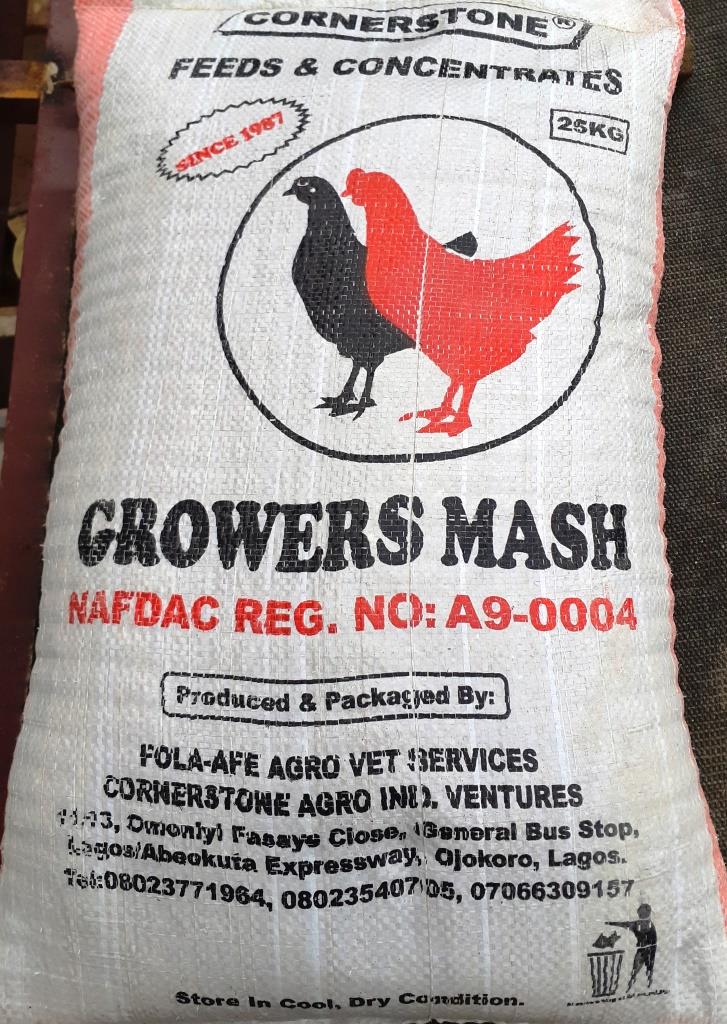 CORNERSTONE®
FEEDS & CONCENTRATES
SINCE 1987
25KG
GROWERS MASH
NAFDAC REG. NO: A9-0004
Produced & Packaged By:
FOLA-AFE AGRO VET SERVICES
CORNERSTONE AGRO IND. VENTURES
Omoniyi Fasaye Close, General Bus Stop,
Lagos/Abeokuta Expressway, Ojokoro, Lagos.
Tel:08023771964, 07066309157
Store In Cool, Dry Condition.